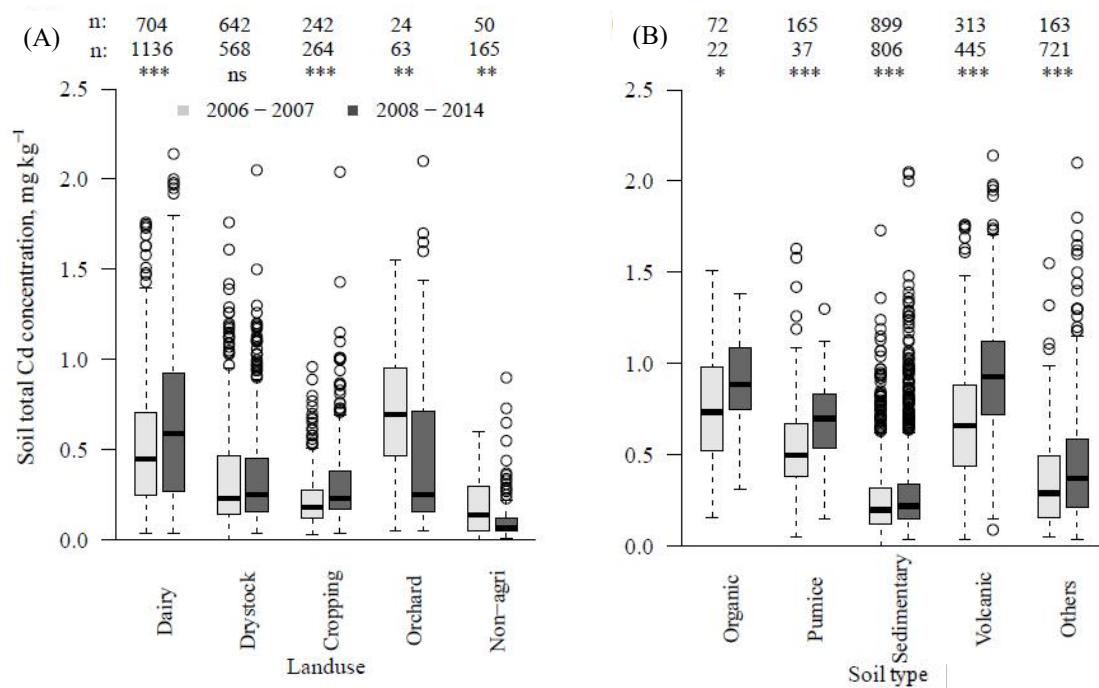 (A)
n: 704 642 242 24 50
n: 1136 568 264 63 165
*** ns *** ** **
2006 – 2007 2008 – 2014
Soil total Cd concentration, mg kg⁻¹
2.5
2.0
1.5
1.0
0.5
0.0
Dairy
Drystock
Cropping
Orchard
Non–agri
Landuse
(B)
72 165 899 313 163
22 37 806 445 721
* *** *** *** ***
2.5
2.0
1.5
1.0
0.5
0.0
Organic
Pumice
Sedimentary
Volcanic
Others
Soil type